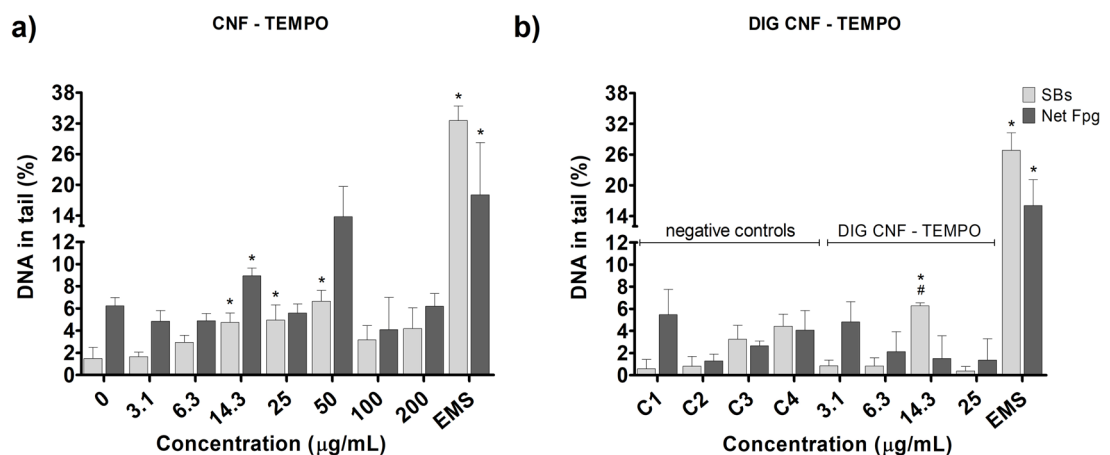 a)
CNF - TEMPO
DNA in tail (%)
38
32
26
20
14
12
10
8
6
4
2
0
* * * * * *
0 3.1 6.3 14.3 25 50 100 200 EMS
Concentration (µg/mL)
b)
DIG CNF - TEMPO
SBs
Net Fpg
DNA in tail (%)
38
32
26
20
14
12
10
8
6
4
2
0
negative controls
DIG CNF - TEMPO
*
#
* *
C1 C2 C3 C4 3.1 6.3 14.3 25 EMS
Concentration (µg/mL)